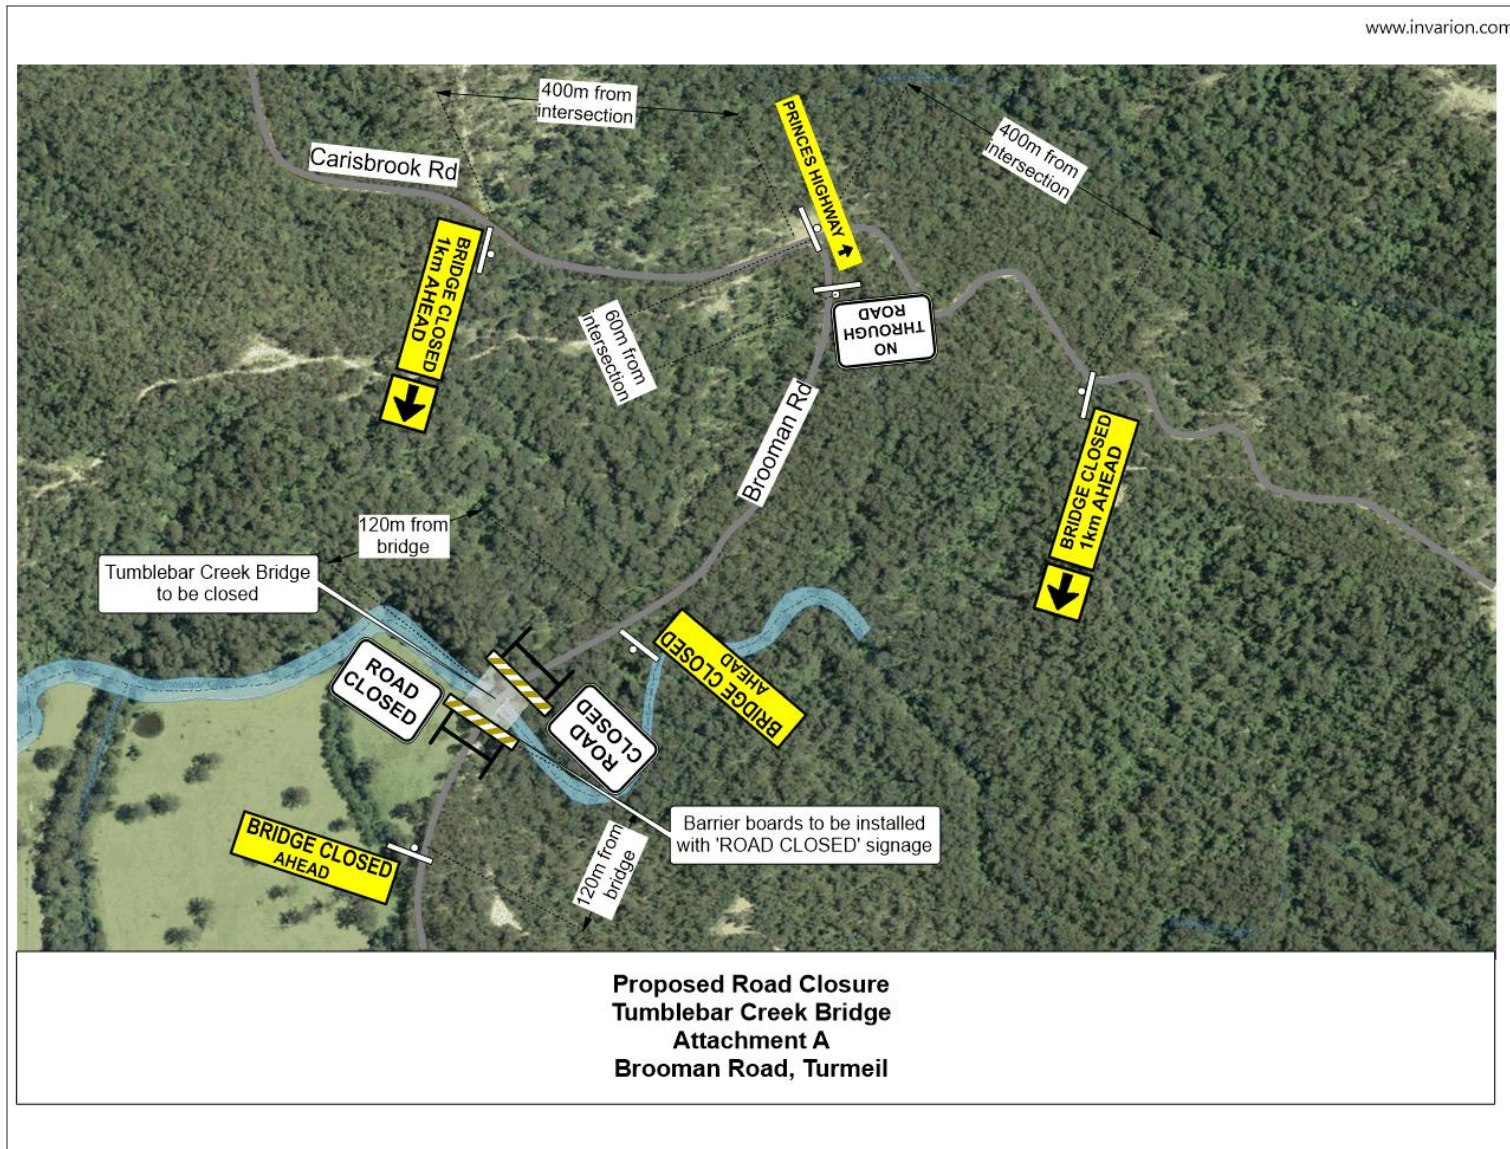 www.invarion.com
400m from
intersection
PRINCES HIGHWAY
400m from
intersection
Carisbrook Rd
BRIDGE CLOSED
1km AHEAD
60m from
intersection
NO
THROUGH
ROAD
Brooman Rd
BRIDGE CLOSED
1km AHEAD
120m from
bridge
Tumblebar Creek Bridge
to be closed
ROAD
CLOSED
BRIDGE CLOSED
AHEAD
ROAD
CLOSED
BRIDGE CLOSED
AHEAD
120m from
bridge
Barrier boards to be installed
with 'ROAD CLOSED' signage
Proposed Road Closure
Tumblebar Creek Bridge
Attachment A
Brooman Road, Turmeil